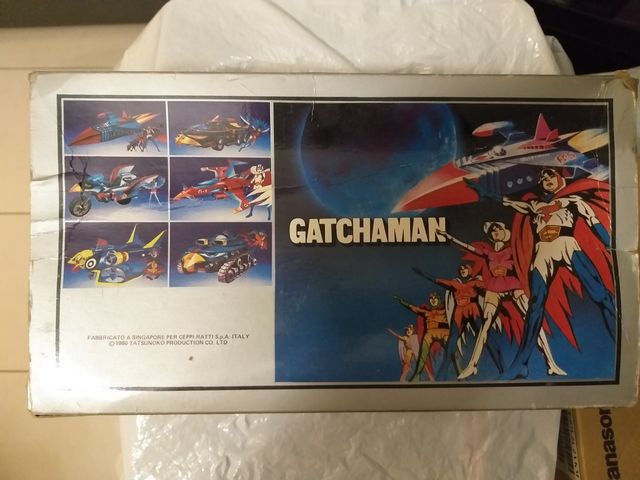 GATCHAMAN
FABBRICATO A SINGAPORE PER CEPPI RATTI S.p.A. ITALY
© 1980 TATSUNOKO PRODUCTION CO. LTD